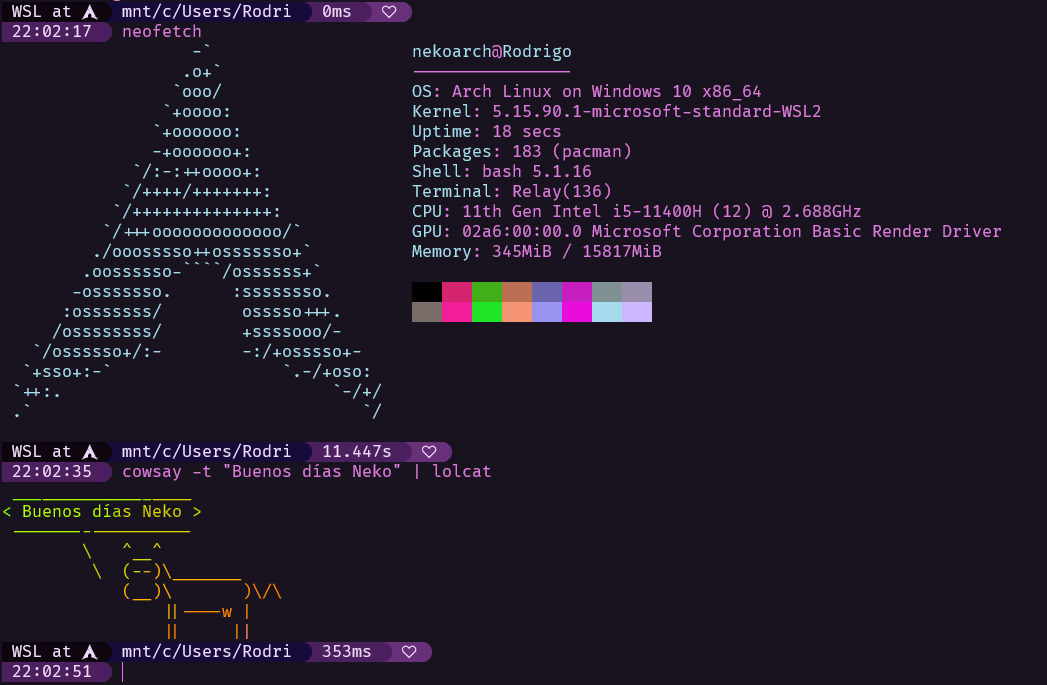 WSL at mnt/c/Users/Rodri 0ms ♡
22:02:17 neofetch
                   -`
                  .o+`
                 `ooo/
                `+oooo:
               `+oooooo:
               -+oooooo+:
             `/:-:++oooo+:
            `/++++/+++++++:
           `/++++++++++++++:
          `/+++ooooooooooooo/`
         ./ooosssso++osssssso+`
        .oossssso-````/ossssss+`
       -osssssso.      :ssssssso.
      :osssssss/        osssso+++.
     /ossssssss/        +ssssooo/-
   `/ossssso+/:-        -:/+osssso+-
  `+sso+:-`                 `.-/+oso:
 `++:.                           `-/+/
 .`                                 `/
nekoarch@Rodrigo
----------------
OS: Arch Linux on Windows 10 x86_64
Kernel: 5.15.90.1-microsoft-standard-WSL2
Uptime: 18 secs
Packages: 183 (pacman)
Shell: bash 5.1.16
Terminal: Relay(136)
CPU: 11th Gen Intel i5-11400H (12) @ 2.688GHz
GPU: 02a6:00:00.0 Microsoft Corporation Basic Render Driver
Memory: 345MiB / 15817MiB
WSL at mnt/c/Users/Rodri 11.447s ♡
22:02:35 cowsay -t "Buenos días Neko" | lolcat
 __________________
< Buenos días Neko >
 ------------------
        \   ^__^
         \  (--)\_______
            (__)\       )\/\
                ||----w |
                ||     ||
WSL at mnt/c/Users/Rodri 353ms ♡
22:02:51